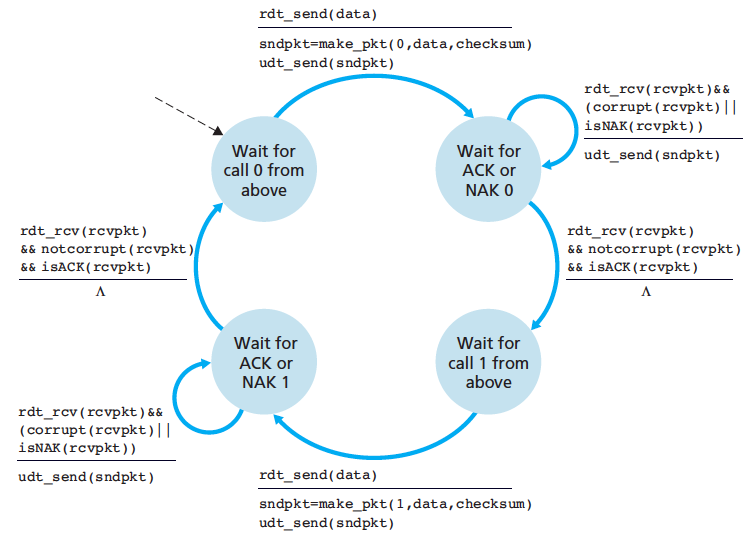 rdt_send(data)
sndpkt=make_pkt(0,data,checksum)
udt_send(sndpkt)
rdt_rcv(rcvpkt)&&
(corrupt(rcvpkt)||
isNAK(rcvpkt))
udt_send(sndpkt)
Wait for
call 0 from
above
Wait for
ACK or
NAK 0
rdt_rcv(rcvpkt)
&& notcorrupt(rcvpkt)
&& isACK(rcvpkt)
Λ
rdt_rcv(rcvpkt)
&& notcorrupt(rcvpkt)
&& isACK(rcvpkt)
Λ
Wait for
ACK or
NAK 1
Wait for
call 1 from
above
rdt_rcv(rcvpkt)&&
(corrupt(rcvpkt)||
isNAK(rcvpkt))
udt_send(sndpkt)
rdt_send(data)
sndpkt=make_pkt(1,data,checksum)
udt_send(sndpkt)